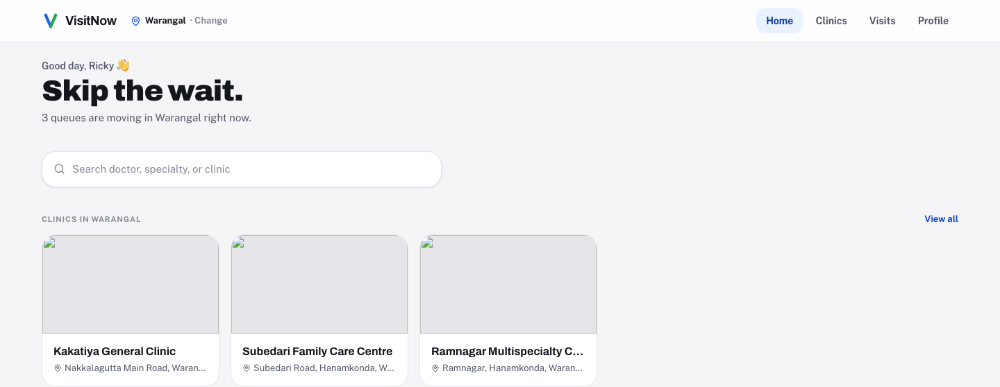 VisitNow
Warangal · Change
Home
Clinics
Visits
Profile
Good day, Ricky 👋
Skip the wait.
3 queues are moving in Warangal right now.
Search doctor, specialty, or clinic
CLINICS IN WARANGAL
View all
Kakatiya General Clinic
Nakkalagutta Main Road, Waran...
Subedari Family Care Centre
Subedari Road, Hanamkonda, W...
Ramnagar Multispecialty C...
Ramnagar, Hanamkonda, Waran...